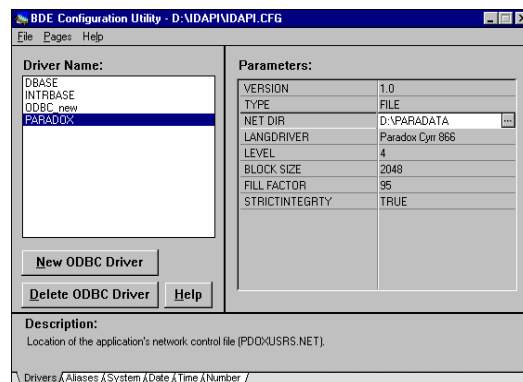 BDE Configuration Utility - D:\IDAPI\IDAPI.CFG
File Pages Help
Driver Name:
DBASE
INTRBASE
ODBC_new
PARADOX
New ODBC Driver
Delete ODBC Driver Help
Parameters:
VERSION 1.0
TYPE FILE
NET DIR D:\PARADATA ...
LANGDRIVER Paradox Cyrr 866
LEVEL 4
BLOCK SIZE 2048
FILL FACTOR 95
STRICTINTEGRTY TRUE
Description:
Location of the application's network control file (PDOXUSRS.NET).
Drivers Aliases System Date Time Number